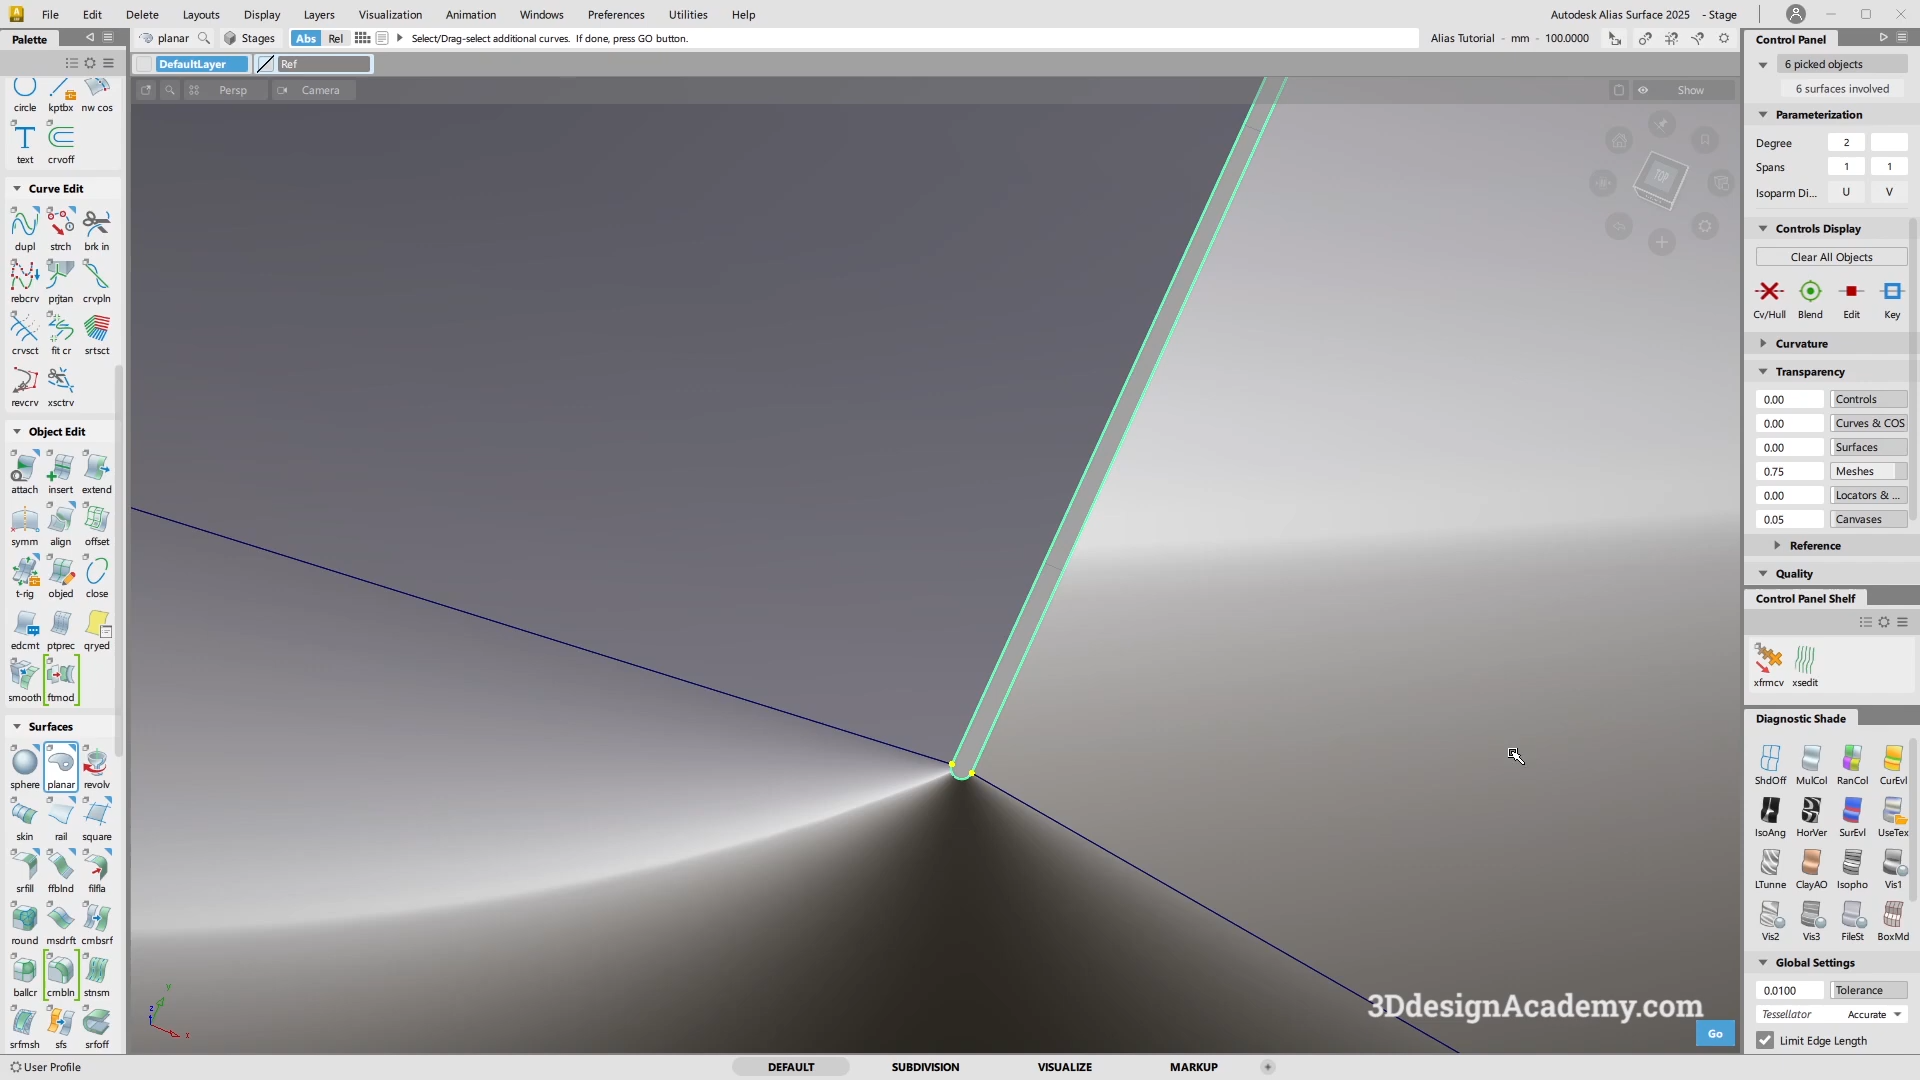 File Edit Delete Layouts Display Layers Visualization Animation Windows Preferences Utilities Help Autodesk Alias Surface 2025 - Stage
Palette planar Stages Abs Rel Select/Drag-select additional curves. If done, press GO button. Alias Tutorial - mm - 100.0000 Control Panel
DefaultLayer Ref
Persp Camera Show
TOP
circle kptbx nw cos
text crvoff
Curve Edit
dupl strch brk in
rebcrv prjtan crvpln
crvsct fit cr srtsct
revcrv xsctrv
Object Edit
attach insert extend
symm align offset
t-rig objed close
edcmt ptprec qryed
smooth ftmod
Surfaces
sphere planar revolv
skin rail square
srfill ffblnd filfla
round msdrft cmbsrf
ballcr cmbln stnsm
srfmsh sfs srfoff
y
z
x
3DdesignAcademy.com
Go
6 picked objects
6 surfaces involved
Parameterization
Degree 2
Spans 1 1
Isoparm Di... U V
Controls Display
Clear All Objects
Cv/Hull Blend Edit Key
Curvature
Transparency
0.00 Controls
0.00 Curves & COS
0.00 Surfaces
0.75 Meshes
0.00 Locators & ...
0.05 Canvases
Reference
Quality
Control Panel Shelf
xfrmcv xsedit
Diagnostic Shade
ShdOff MulCol RanCol CurEvl
IsoAng HorVer SurEvl UseTex
LTunne ClayAO Isopho Vis1
Vis2 Vis3 FileSt BoxMd
Global Settings
0.0100 Tolerance
Tessellator Accurate
Limit Edge Length
User Profile DEFAULT SUBDIVISION VISUALIZE MARKUP